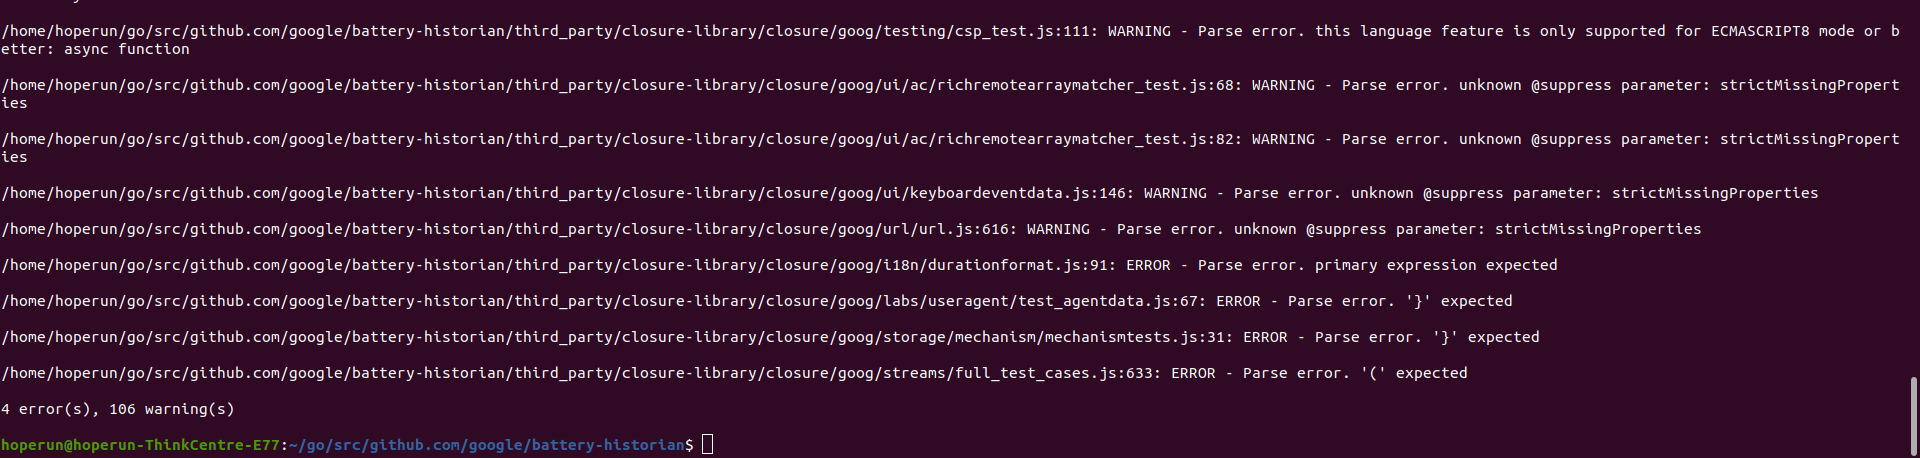 /home/hoperun/go/src/github.com/google/battery-historian/third_party/closure-library/closure/goog/testing/csp_test.js:111: WARNING - Parse error. this language feature is only supported for ECMASCRIPT8 mode or b
etter: async function
/home/hoperun/go/src/github.com/google/battery-historian/third_party/closure-library/closure/goog/ui/ac/richremotearraymatcher_test.js:68: WARNING - Parse error. unknown @suppress parameter: strictMissingPropert
ies
/home/hoperun/go/src/github.com/google/battery-historian/third_party/closure-library/closure/goog/ui/ac/richremotearraymatcher_test.js:82: WARNING - Parse error. unknown @suppress parameter: strictMissingPropert
ies
/home/hoperun/go/src/github.com/google/battery-historian/third_party/closure-library/closure/goog/ui/keyboardeventdata.js:146: WARNING - Parse error. unknown @suppress parameter: strictMissingProperties
/home/hoperun/go/src/github.com/google/battery-historian/third_party/closure-library/closure/goog/url/url.js:616: WARNING - Parse error. unknown @suppress parameter: strictMissingProperties
/home/hoperun/go/src/github.com/google/battery-historian/third_party/closure-library/closure/goog/i18n/durationformat.js:91: ERROR - Parse error. primary expression expected
/home/hoperun/go/src/github.com/google/battery-historian/third_party/closure-library/closure/goog/labs/useragent/test_agentdata.js:67: ERROR - Parse error. '}' expected
/home/hoperun/go/src/github.com/google/battery-historian/third_party/closure-library/closure/goog/storage/mechanism/mechanismtests.js:31: ERROR - Parse error. '}' expected
/home/hoperun/go/src/github.com/google/battery-historian/third_party/closure-library/closure/goog/streams/full_test_cases.js:633: ERROR - Parse error. '(' expected
4 error(s), 106 warning(s)
hoperun@hoperun-ThinkCentre-E77:~/go/src/github.com/google/battery-historian$